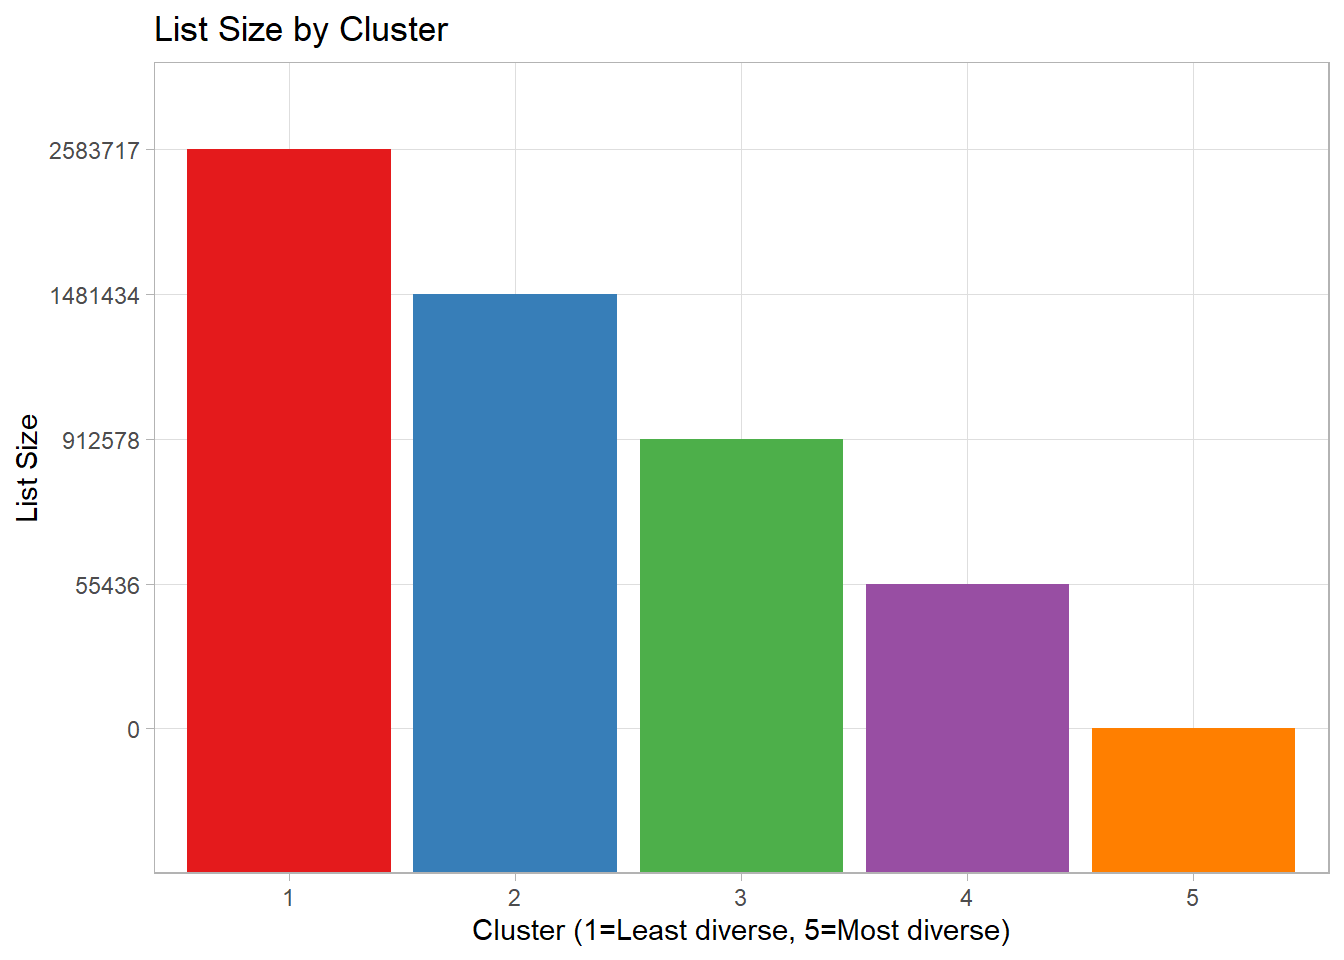 List Size by Cluster
List Size
2583717
1481434
912578
55436
0
1 2 3 4 5
Cluster (1=Least diverse, 5=Most diverse)